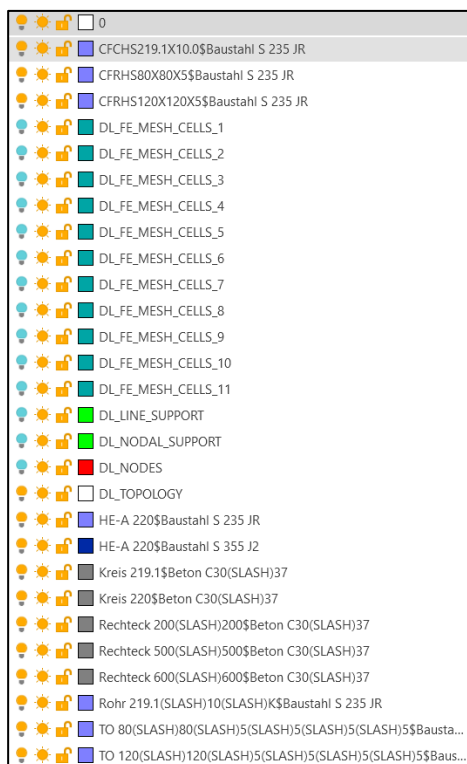 0
CFCHS219.1X10.0$Baustahl S 235 JR
CFRHS80X80X5$Baustahl S 235 JR
CFRHS120X120X5$Baustahl S 235 JR
DL_FE_MESH_CELLS_1
DL_FE_MESH_CELLS_2
DL_FE_MESH_CELLS_3
DL_FE_MESH_CELLS_4
DL_FE_MESH_CELLS_5
DL_FE_MESH_CELLS_6
DL_FE_MESH_CELLS_7
DL_FE_MESH_CELLS_8
DL_FE_MESH_CELLS_9
DL_FE_MESH_CELLS_10
DL_FE_MESH_CELLS_11
DL_LINE_SUPPORT
DL_NODAL_SUPPORT
DL_NODES
DL_TOPOLOGY
HE-A 220$Baustahl S 235 JR
HE-A 220$Baustahl S 355 J2
Kreis 219.1$Beton C30(SLASH)37
Kreis 220$Beton C30(SLASH)37
Rechteck 200(SLASH)200$Beton C30(SLASH)37
Rechteck 500(SLASH)500$Beton C30(SLASH)37
Rechteck 600(SLASH)600$Beton C30(SLASH)37
Rohr 219.1(SLASH)10(SLASH)K$Baustahl S 235 JR
TO 80(SLASH)80(SLASH)5(SLASH)5(SLASH)5(SLASH)5$Bausta...
TO 120(SLASH)120(SLASH)5(SLASH)5(SLASH)5(SLASH)5$Baus...